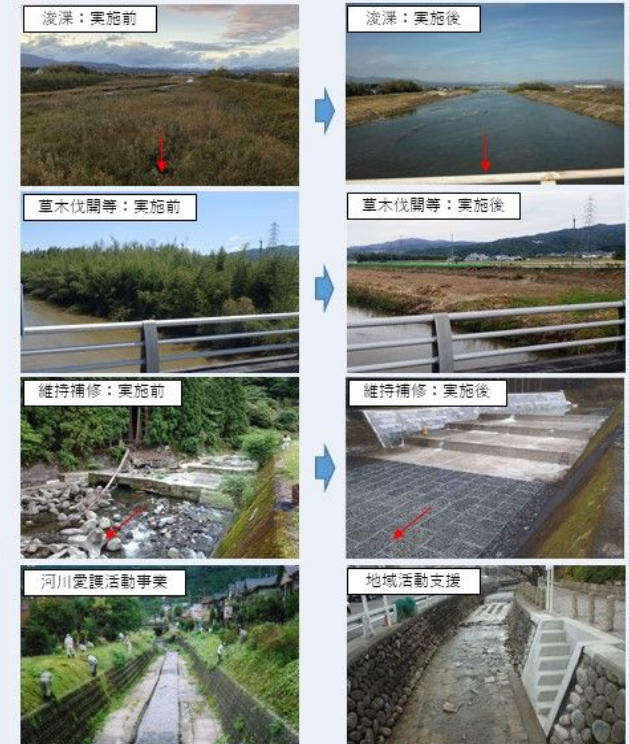 浚渫：実施前
浚渫：実施後
草木伐開等：実施前
草木伐開等：実施後
維持補修：実施前
維持補修：実施後
河川愛護活動事業
地域活動支援